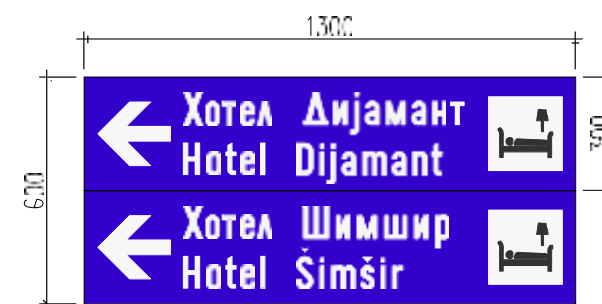 1300
Хотел Дијамант
Hotel Dijamant
Хотел Шимшир
Hotel Šimšir
600